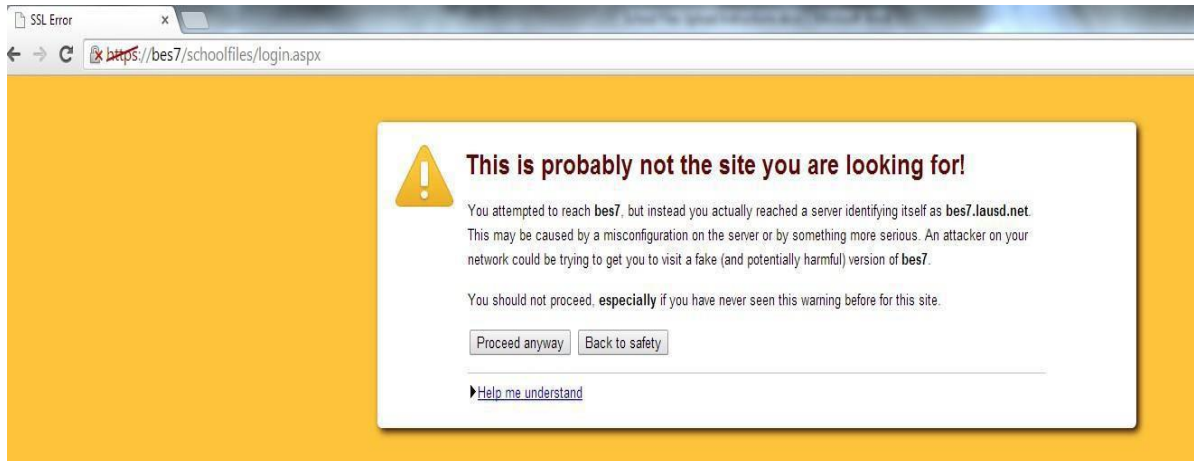 SSL Error
https://bes7/schoolfiles/login.aspx
This is probably not the site you are looking for!
You attempted to reach bes7, but instead you actually reached a server identifying itself as bes7.lausd.net.
This may be caused by a misconfiguration on the server or by something more serious. An attacker on your
network could be trying to get you to visit a fake (and potentially harmful) version of bes7.
You should not proceed, especially if you have never seen this warning before for this site.
Proceed anyway Back to safety
Help me understand